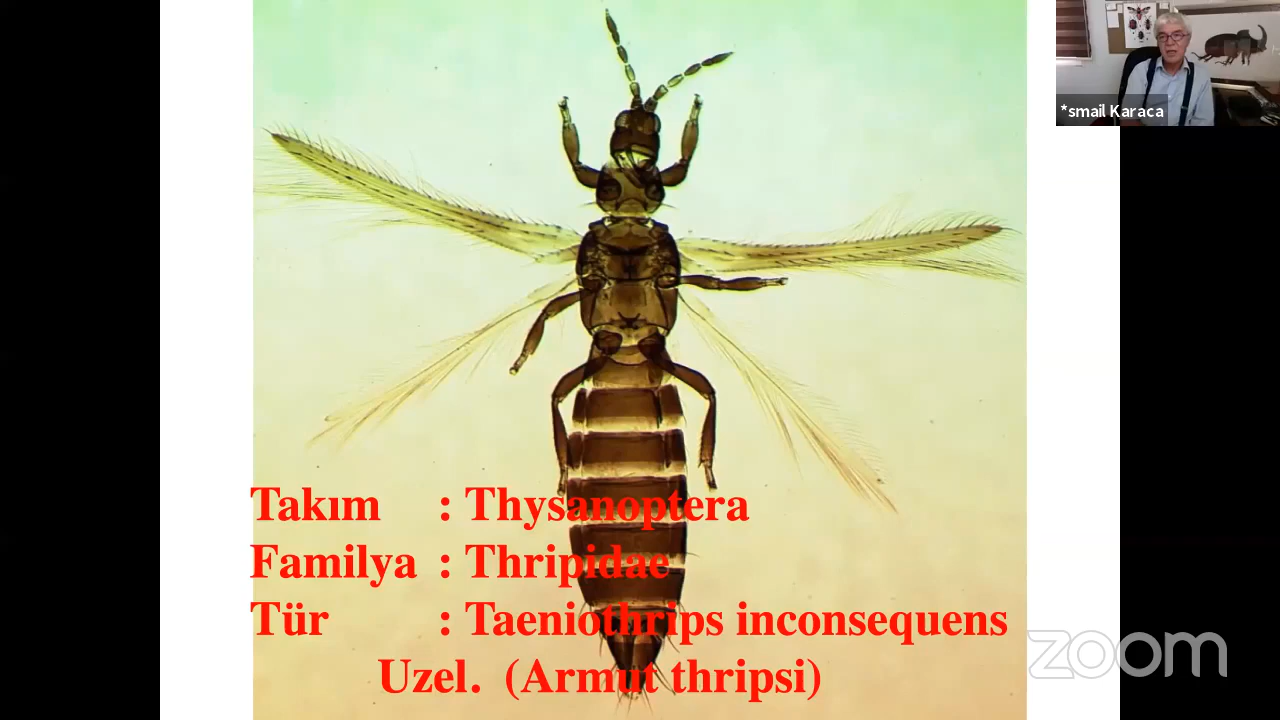 *smail Karaca
Takım : Thysanoptera
Familya : Thripidae
Tür : Taeniothrips inconsequens
Uzel. (Armut thripsi)
zoom